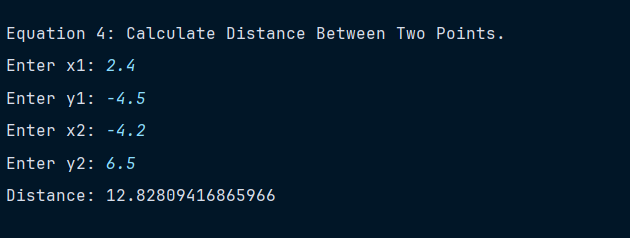 Equation 4: Calculate Distance Between Two Points.
Enter x1: 2.4
Enter y1: -4.5
Enter x2: -4.2
Enter y2: 6.5
Distance: 12.82809416865966